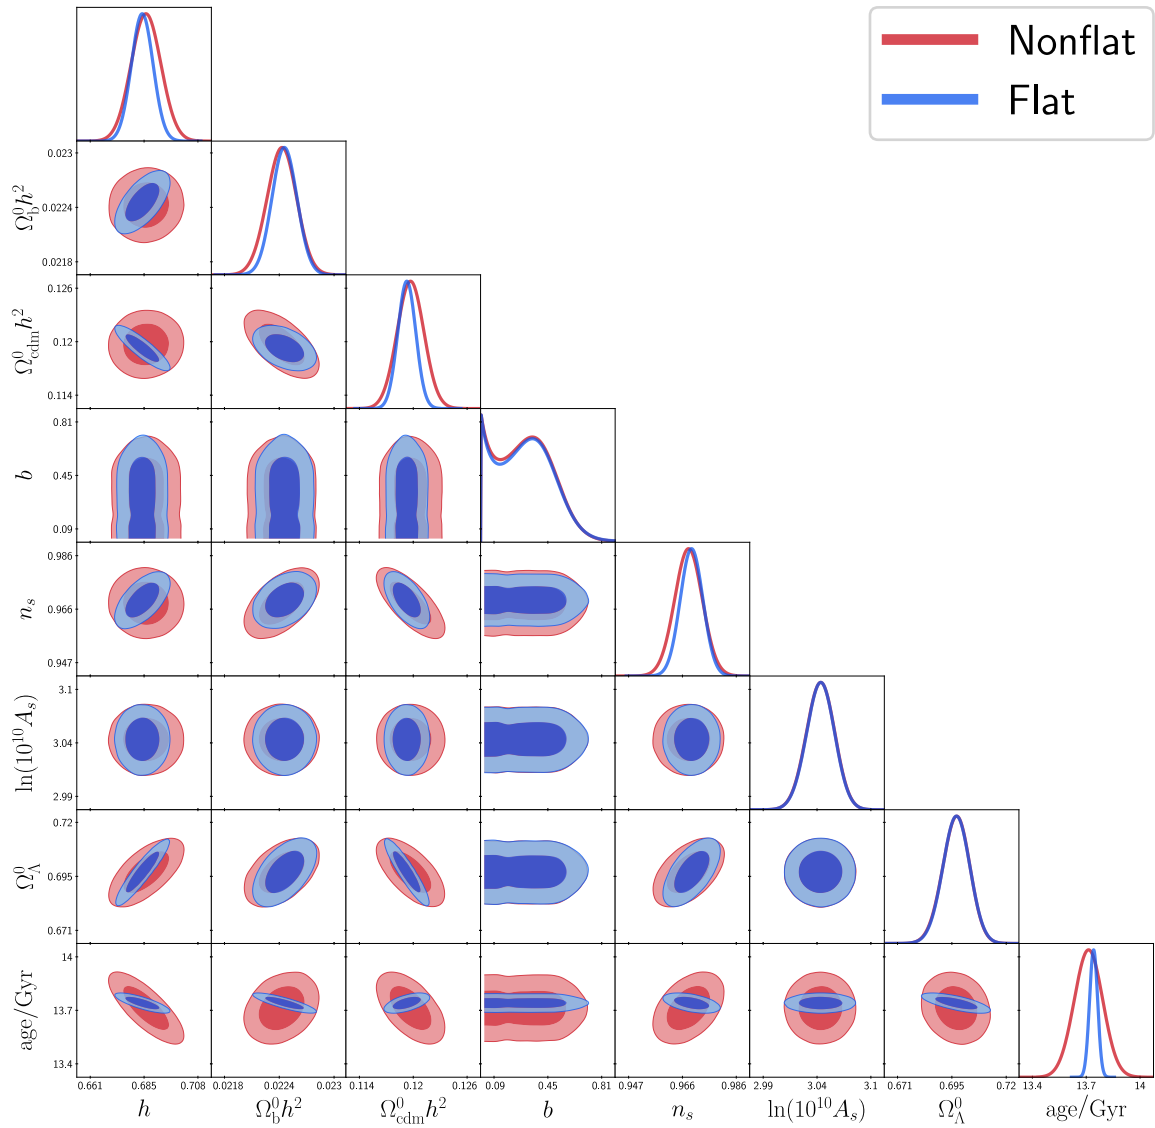 Nonflat
Flat
0.023
0.0224
0.0218
Ω⁰_b h²
0.126
0.12
0.114
Ω⁰_cdm h²
0.81
0.45
0.09
b
0.986
0.966
0.947
n_s
3.1
3.04
2.99
ln(10¹⁰A_s)
0.72
0.695
0.671
Ω⁰_Λ
14
13.7
13.4
age/Gyr
0.661 0.685 0.708 0.0218 0.0224 0.023 0.114 0.12 0.126 0.09 0.45 0.81 0.947 0.966 0.986 2.99 3.04 3.1 0.671 0.695 0.72 13.4 13.7 14
h Ω⁰_b h² Ω⁰_cdm h² b n_s ln(10¹⁰A_s) Ω⁰_Λ age/Gyr